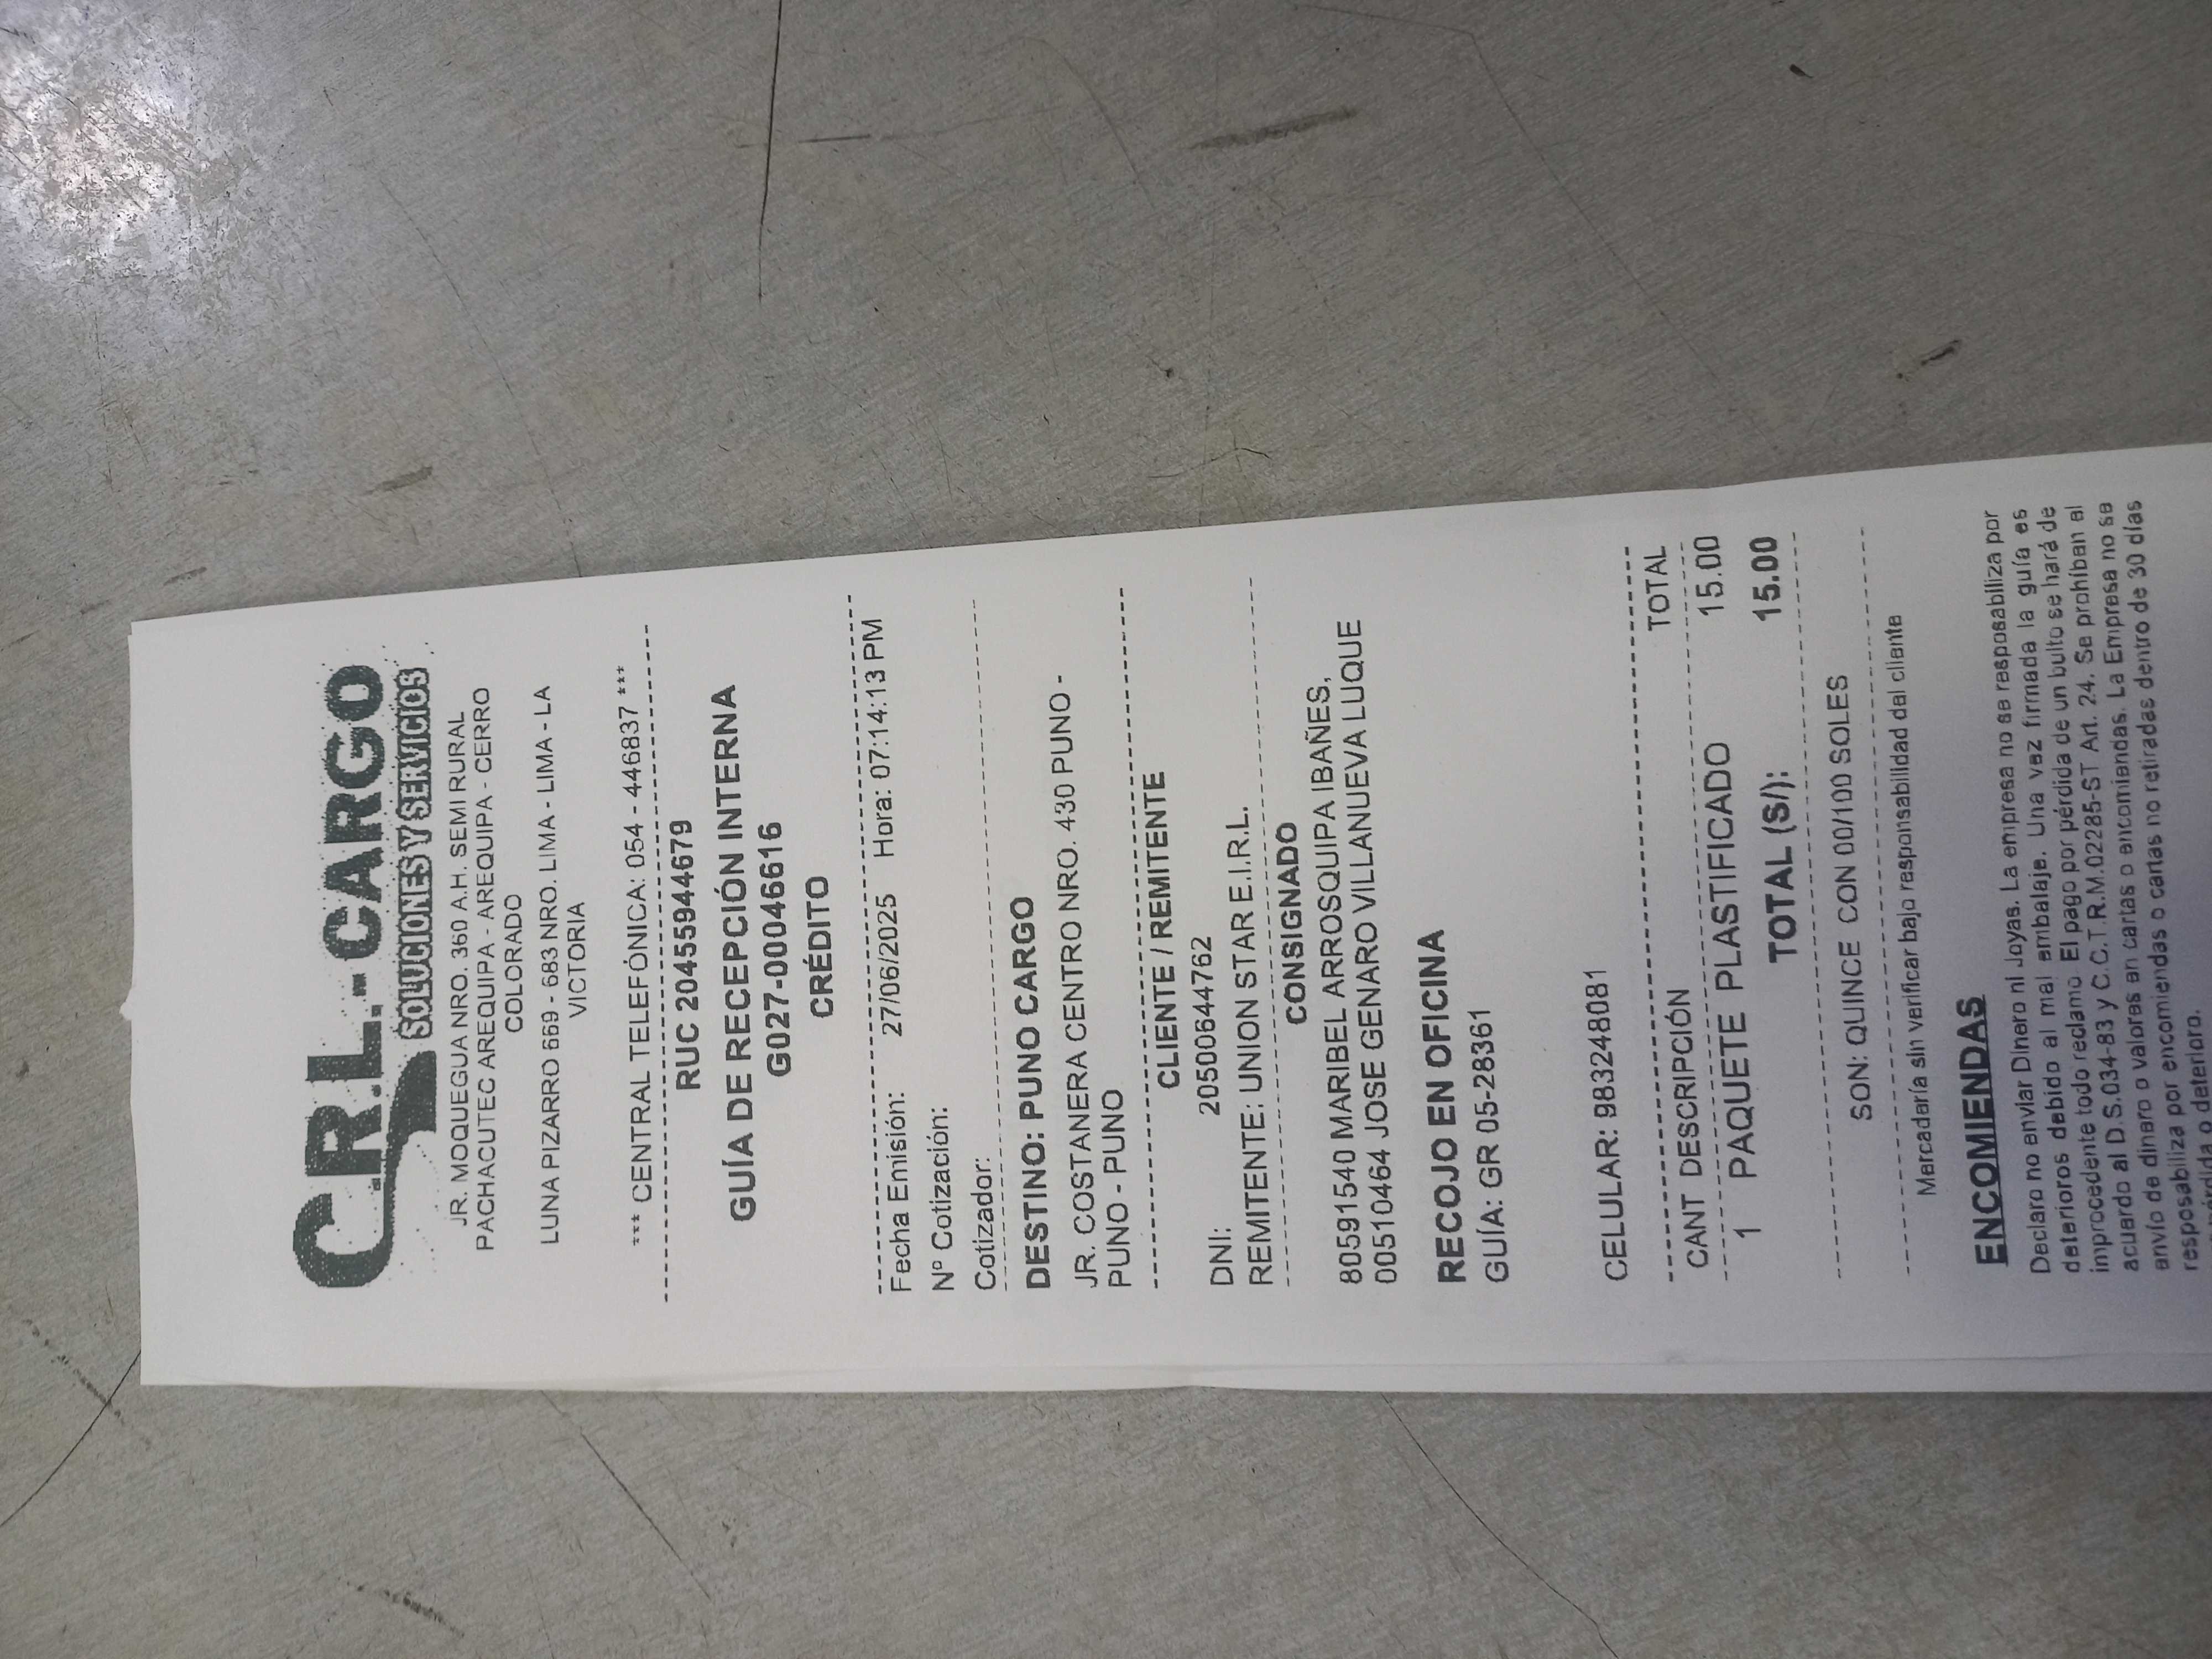 CRL.-CARGO
SOLUCIONES Y SERVICIOS
JR. MOQUEGUA NRO. 360 A.H. SEMI RURAL
PACHACUTEC AREQUIPA - AREQUIPA - CERRO
COLORADO
LUNA PIZARRO 669 - 683 NRO. LIMA - LIMA - LA
VICTORIA
*** CENTRAL TELEFÓNICA: 054 - 446837 ***
RUC 20455944679
GUÍA DE RECEPCIÓN INTERNA
G027-00046616
CRÉDITO
Fecha Emisión: 27/06/2025 Hora: 07:14:13 PM
Nº Cotización:
Cotizador:
DESTINO: PUNO CARGO
JR. COSTANERA CENTRO NRO. 430 PUNO -
PUNO - PUNO
CLIENTE / REMITENTE
DNI: 20500644762
REMITENTE: UNION STAR E.I.R.L.
CONSIGNADO
80591540 MARIBEL ARROSQUIPA IBAÑES,
00510464 JOSE GENARO VILLANUEVA LUQUE
RECOJO EN OFICINA
GUÍA: GR 05-28361
CELULAR: 983248081
CANT DESCRIPCIÓN TOTAL
1 PAQUETE PLASTIFICADO 15.00
TOTAL (S/): 15.00
SON: QUINCE CON 00/100 SOLES
Mercadería sin verificar bajo responsabilidad del cliente
ENCOMIENDAS
Declaro no enviar Dinero ni Joyas. La empresa no se resposabiliza por
deterioros debido al mal embalaje. Una vez firmada la guía es
improcedente todo reclamo. El pago por pérdida de un bulto se hará de
acuerdo al D.S.034-83 y C.C.T.R.M.02285-ST Art. 24. Se prohíban al
envío de dinero o valores en cartas o encomiendas. La Empresa no se
resposabiliza por encomiendas o cartas no retiradas dentro de 30 días
pérdida o deterioro.